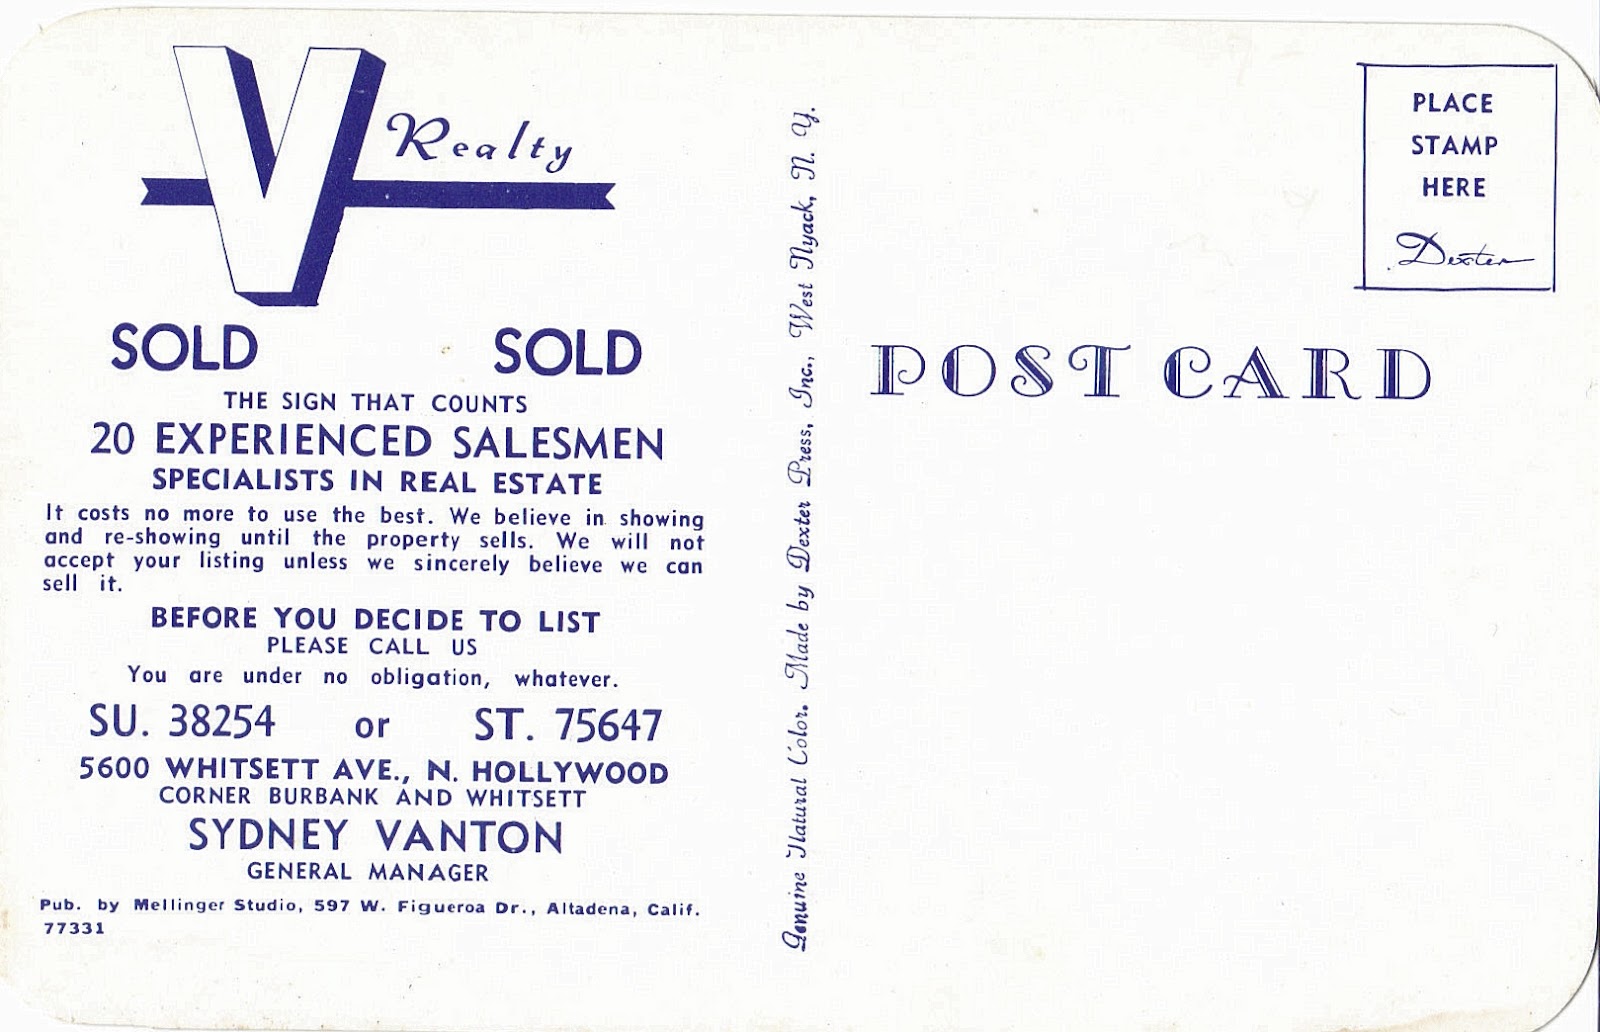 V Realty
SOLD SOLD
THE SIGN THAT COUNTS
20 EXPERIENCED SALESMEN
SPECIALISTS IN REAL ESTATE
It costs no more to use the best. We believe in showing
and re-showing until the property sells. We will not
accept your listing unless we sincerely believe we can
sell it.
BEFORE YOU DECIDE TO LIST
PLEASE CALL US
You are under no obligation, whatever.
SU. 38254 or ST. 75647
5600 WHITSETT AVE., N. HOLLYWOOD
CORNER BURBANK AND WHITSETT
SYDNEY VANTON
GENERAL MANAGER
Pub. by Mellinger Studio, 597 W. Figueroa Dr., Altadena, Calif.
77331
Genuine Natural Color. Made by Dexter Press, Inc., West Nyack, N. Y.
PLACE
STAMP
HERE
Dexter
POST CARD